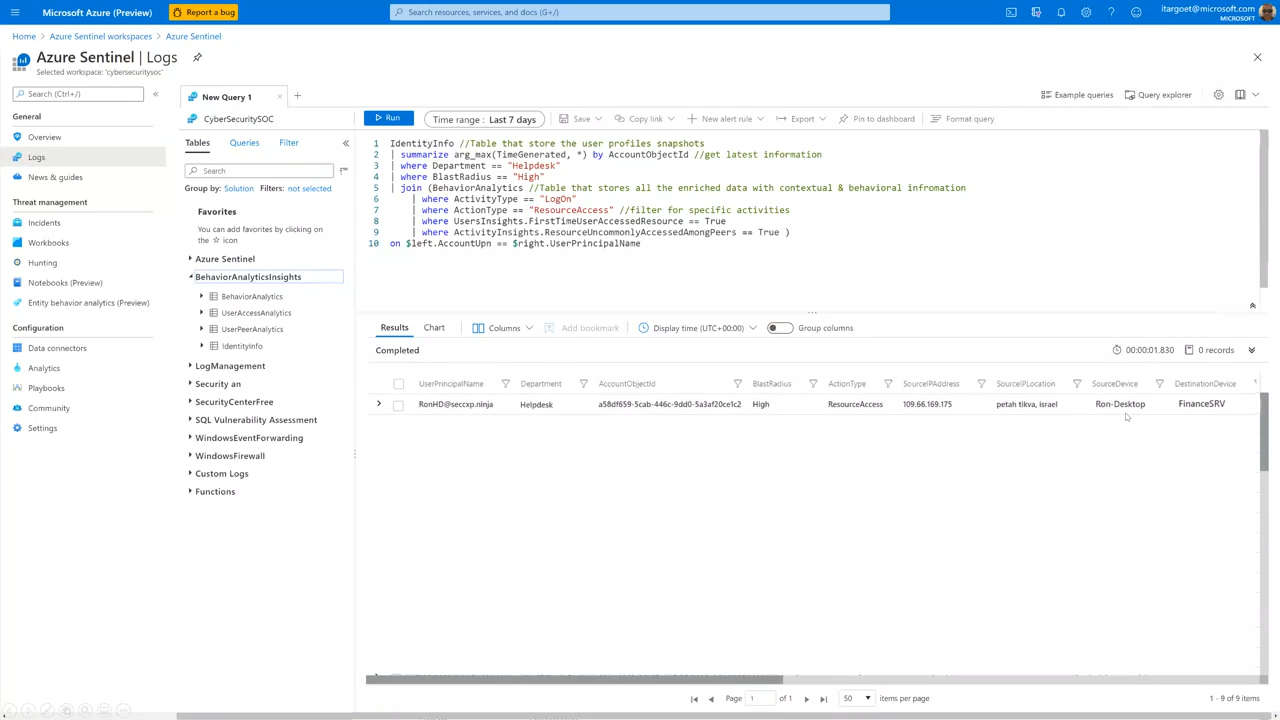 Microsoft Azure (Preview)
Report a bug
Search resources, services, and docs (G+/)
itargoet@microsoft.com
MICROSOFT
Home > Azure Sentinel workspaces > Azure Sentinel
Azure Sentinel | Logs
Selected workspace: 'cybersecuritysoc'
Search (Ctrl+/)
General
Overview
Logs
News & guides
Threat management
Incidents
Workbooks
Hunting
Notebooks (Preview)
Entity behavior analytics (Preview)
Configuration
Data connectors
Analytics
Playbooks
Community
Settings
New Query 1
CyberSecuritySOC
Tables Queries Filter
Search
Group by: Solution Filters: not selected
Favorites
You can add favorites by clicking on
the ☆ icon
Azure Sentinel
BehaviorAnalyticsInsights
BehaviorAnalytics
UserAccessAnalytics
UserPeerAnalytics
!dentityInfo
LogManagement
Security an
SecurityCenterFree
SQL Vulnerability Assessment
WindowsEventForwarding
WindowsFirewall
Custom Logs
Functions
Example queries Query explorer
Run Time range : Last 7 days Save Copy link New alert rule Export Pin to dashboard Format query
1 IdentityInfo //Table that store the user profiles snapshots
2 | summarize arg_max(TimeGenerated, *) by AccountObjectId //get latest information
3 | where Department == "Helpdesk"
4 | where BlastRadius == "High"
5 | join (BehaviorAnalytics //Table that stores all the enriched data with contextual & behavioral infromation
6 | where ActivityType == "LogOn"
7 | where ActionType == "ResourceAccess" //filter for specific activities
8 | where UsersInsights.FirstTimeUserAccessedResource == True
9 | where ActivityInsights.ResourceUncommonlyAccessedAmongPeers == True )
10 on $left.AccountUpn == $right.UserPrincipalName
Results Chart Columns Add bookmark Display time (UTC+00:00) Group columns
Completed 00:00:01.830 0 records
UserPrincipalName Department AccountObjectId BlastRadius ActionType SourceIPAddress SourceIPLocation SourceDevice DestinationDevice
RonHD@seccxp.ninja Helpdesk a58df659-5cab-446c-9dd0-5a3af20ce1c2 High ResourceAccess 109.66.169.175 petah tikva, israel Ron-Desktop FinanceSRV
Page 1 of 1 50 items per page 1 - 9 of 9 items